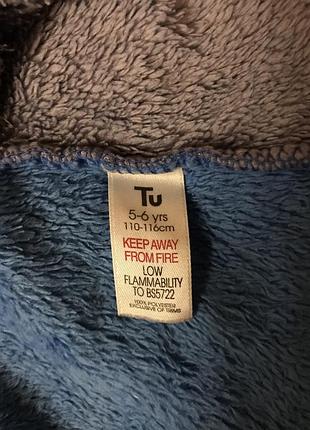 Tu
5-6 yrs
110-116cm
KEEP AWAY
FROM FIRE
LOW
FLAMMABILITY
TO BS5722
100% POLYESTER
EXCLUSIVE OF TRIMS